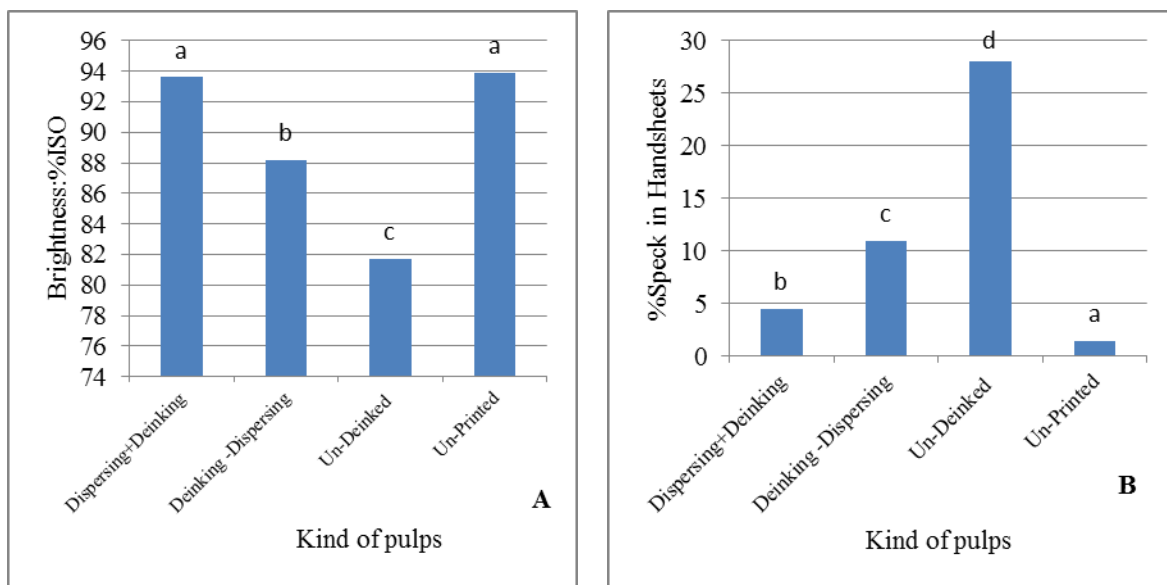 Brightness:%ISO
96
94
92
90
88
86
84
82
80
78
76
74
a
b
c
a
Dispersing+Deinking
Deinking -Dispersing
Un-Deinked
Un-Printed
A
Kind of pulps
%Speck in Handsheets
30
25
20
15
10
5
0
b
c
d
a
Dispersing+Deinking
Deinking -Dispersing
Un-Deinked
Un-Printed
B
Kind of pulps